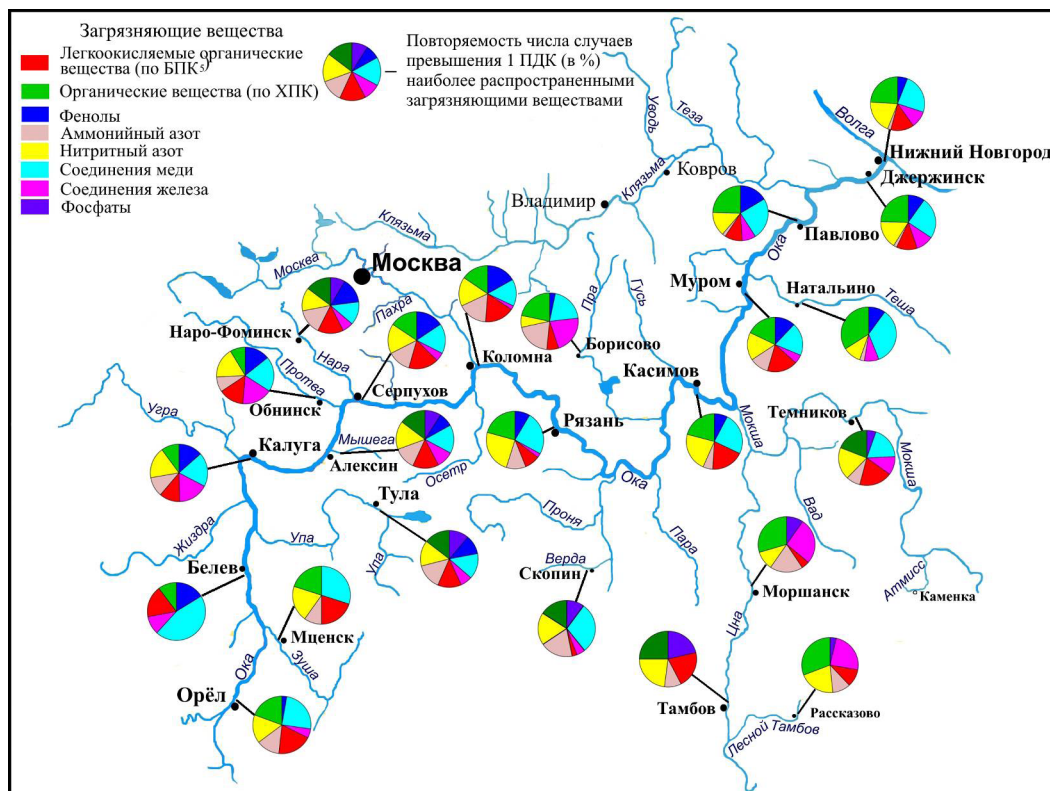 Загрязняющие вещества
Легкоокисляемые органические
вещества (по БПК5)
Органические вещества (по ХПК)
Фенолы
Аммонийный азот
Нитритный азот
Соединения меди
Соединения железа
Фосфаты
Повторяемость числа случаев
превышения 1 ПДК (в %)
наиболее распространенными
загрязняющими веществами
Уводь
Теза
Волга
Нижний Новгород
Джержинск
Ковров
Клязьма
Владимир
Клязьма
Павлово
Ока
Москва
Москва
Муром
Натальино
Теша
Пахра
Пра
Гусь
Наро-Фоминск
Нара
Коломна
Борисово
Протва
Серпухов
Касимов
Обнинск
Угра
Мокша
Темников
Рязань
Калуга
Мышега
Алексин
Осетр
Мокша
Ока
Тула
Проня
Вад
Жиздра
Упа
Упа
Пара
Верда
Белев
Скопин
Атмисс
Каменка
Моршанск
Цна
Мценск
Зуша
Ока
Орёл
Тамбов
Рассказово
Лесной Тамбов